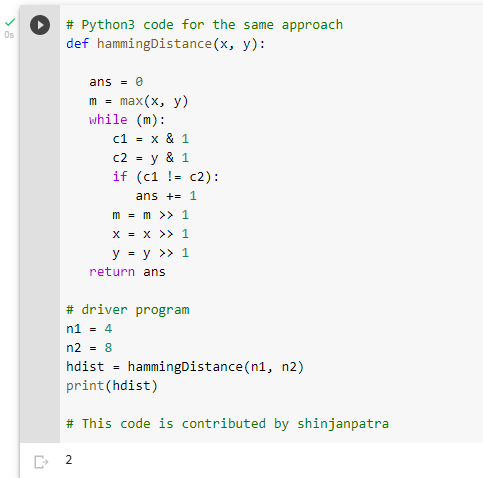 0s
# Python3 code for the same approach
def hammingDistance(x, y):
ans = 0
m = max(x, y)
while (m):
c1 = x & 1
c2 = y & 1
if (c1 != c2):
ans += 1
m = m >> 1
x = x >> 1
y = y >> 1
return ans
# driver program
n1 = 4
n2 = 8
hdist = hammingDistance(n1, n2)
print(hdist)
# This code is contributed by shinjanpatra
2